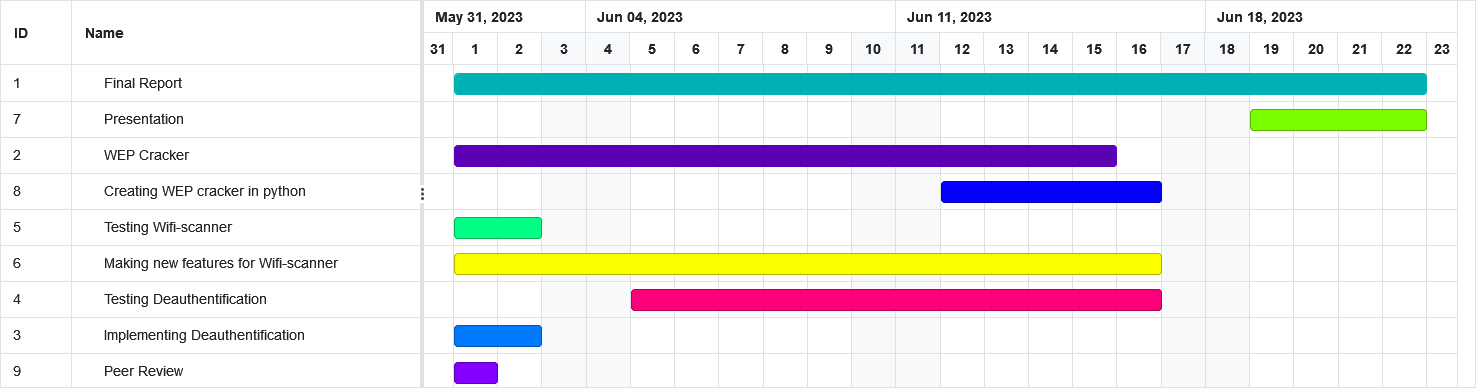 ID Name May 31, 2023 Jun 04, 2023 Jun 11, 2023 Jun 18, 2023
31 1 2 3 4 5 6 7 8 9 10 11 12 13 14 15 16 17 18 19 20 21 22 23
1 Final Report
7 Presentation
2 WEP Cracker
8 Creating WEP cracker in python
5 Testing Wifi-scanner
6 Making new features for Wifi-scanner
4 Testing Deauthentification
3 Implementing Deauthentification
9 Peer Review